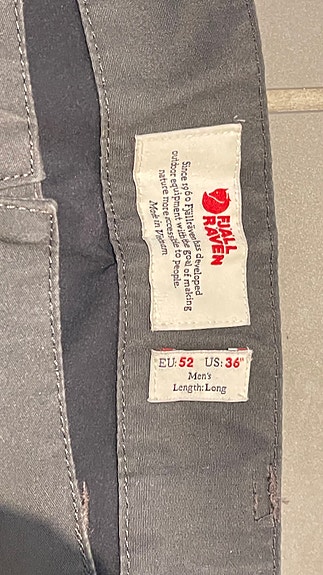 FJÄLL
RÄVEN
Since 1960 Fjällräven has developed
outdoor equipment with the goal of making
nature more accessible to people.
Made in Vietnam
EU: 52 US: 36"
Men's
Length: Long